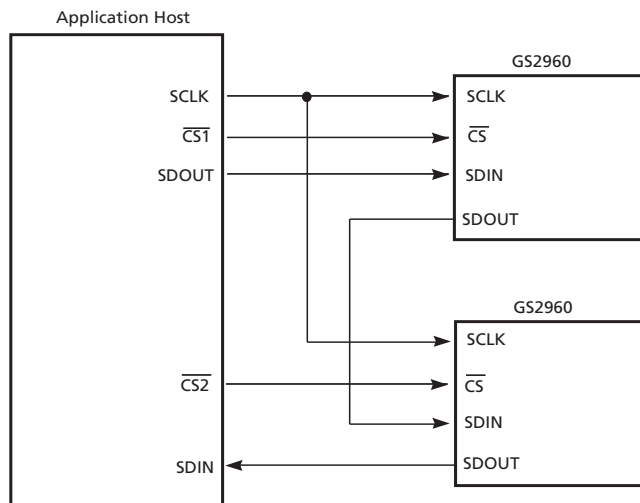 Application Host
SCLK
CS1
SDOUT
CS2
SDIN
GS2960
SCLK
CS
SDIN
SDOUT
GS2960
SCLK
CS
SDIN
SDOUT